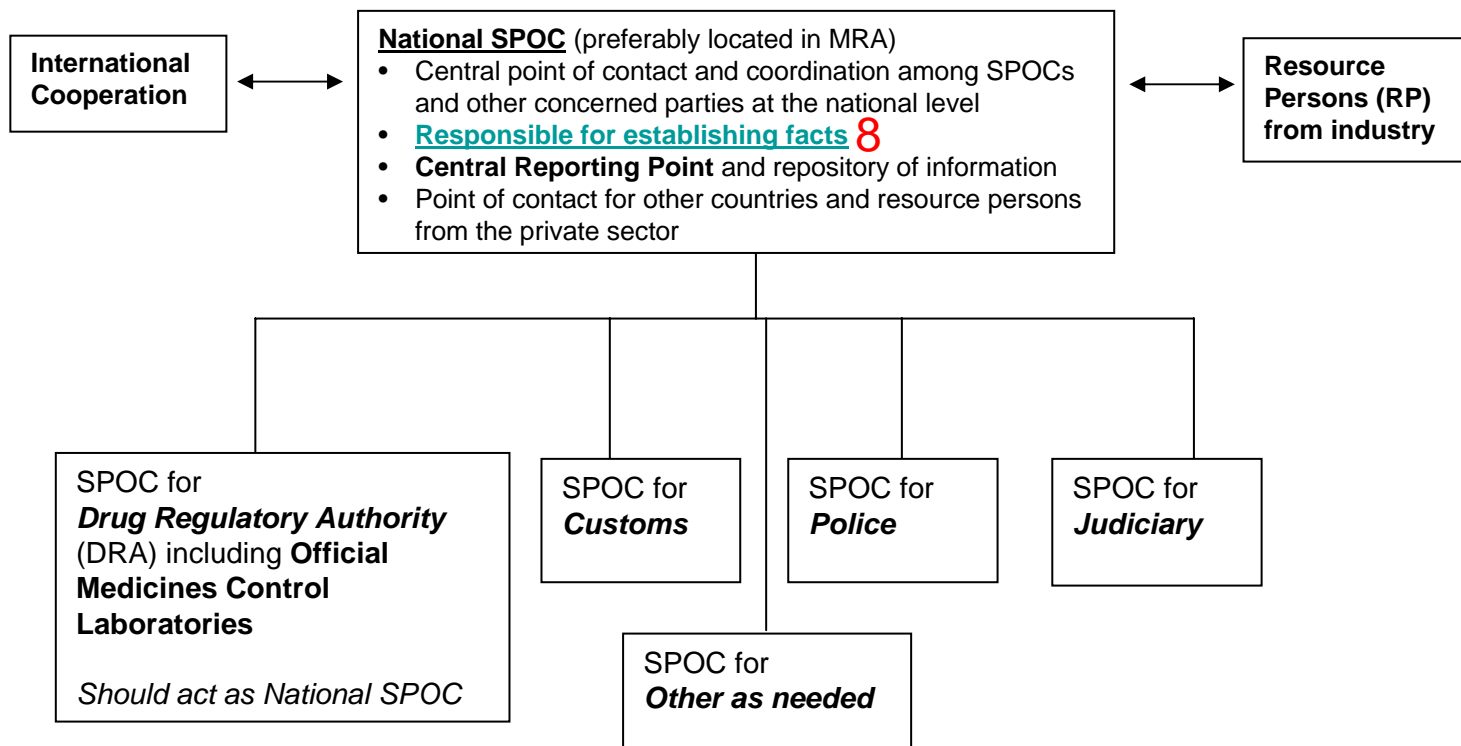 International
Cooperation
National SPOC (preferably located in MRA)
• Central point of contact and coordination among SPOCs
and other concerned parties at the national level
• Responsible for establishing facts 8
• Central Reporting Point and repository of information
• Point of contact for other countries and resource persons
from the private sector
Resource
Persons (RP)
from industry
SPOC for
Drug Regulatory Authority
(DRA) including Official
Medicines Control
Laboratories
Should act as National SPOC
SPOC for
Customs
SPOC for
Police
SPOC for
Judiciary
SPOC for
Other as needed